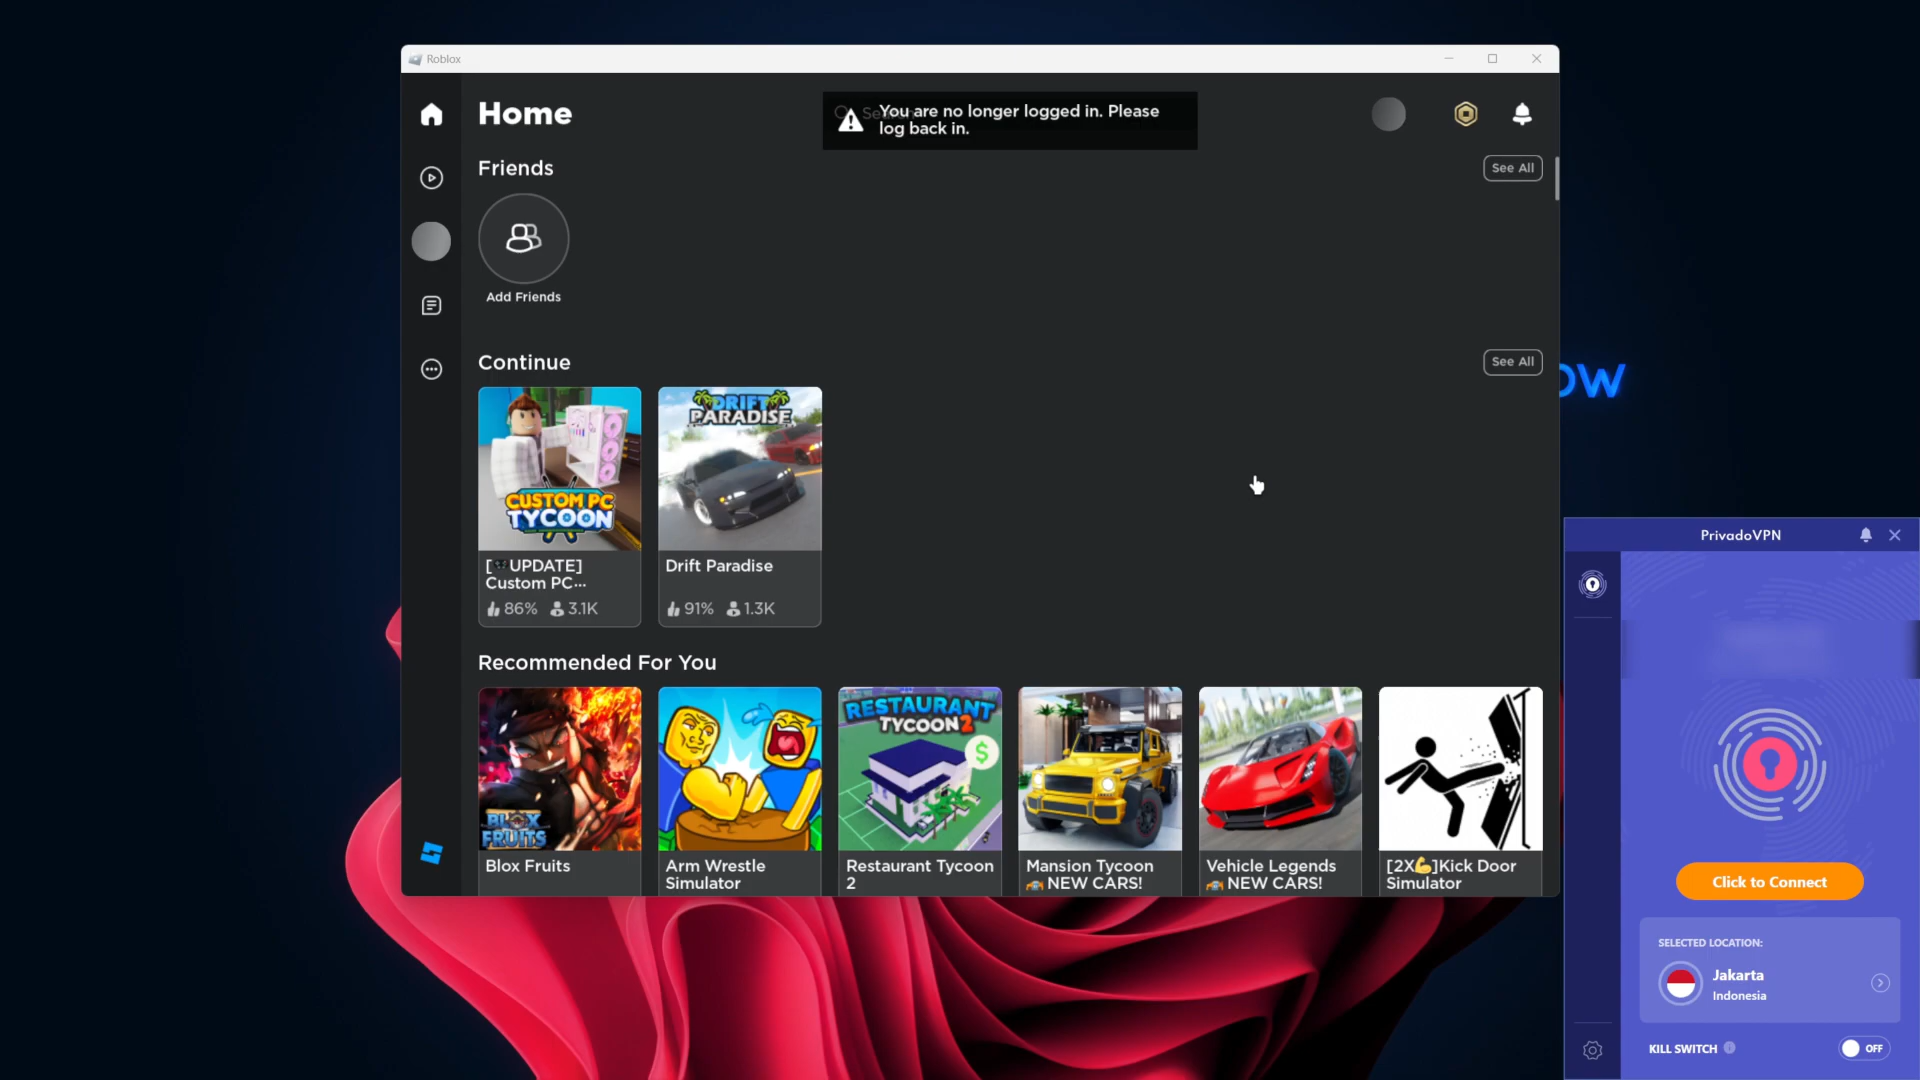 Roblox
Home
You are no longer logged in. Please
log back in.
Friends
See All
Add Friends
Continue
See All
OW
DRIFT
PARADISE
CUSTOM PC
TYCOON
[🎮UPDATE]
Custom PC...
86% 3.1K
Drift Paradise
91% 1.3K
Recommended For You
BLOX
FRUITS
RESTAURANT
TYCOON 2
$
Blox Fruits
Arm Wrestle
Simulator
Restaurant Tycoon
2
Mansion Tycoon
🚘 NEW CARS!
Vehicle Legends
🚘 NEW CARS!
[2X💪]Kick Door
Simulator
PrivadoVPN
Click to Connect
SELECTED LOCATION:
Jakarta
Indonesia
KILL SWITCH
OFF